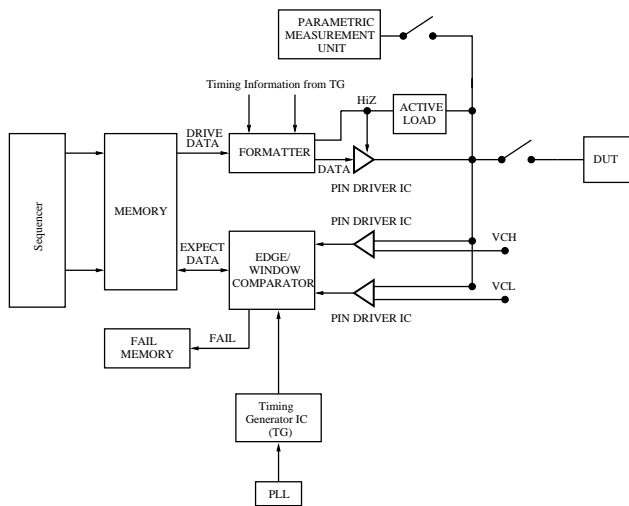 PARAMETRIC
MEASUREMENT
UNIT
Timing Information from TG
HiZ
ACTIVE
LOAD
DRIVE
DATA
FORMATTER
DATA
DUT
PIN DRIVER IC
Sequencer
MEMORY
PIN DRIVER IC
VCH
EXPECT
DATA
EDGE/
WINDOW
COMPARATOR
VCL
PIN DRIVER IC
FAIL
MEMORY
FAIL
Timing
Generator IC
(TG)
PLL